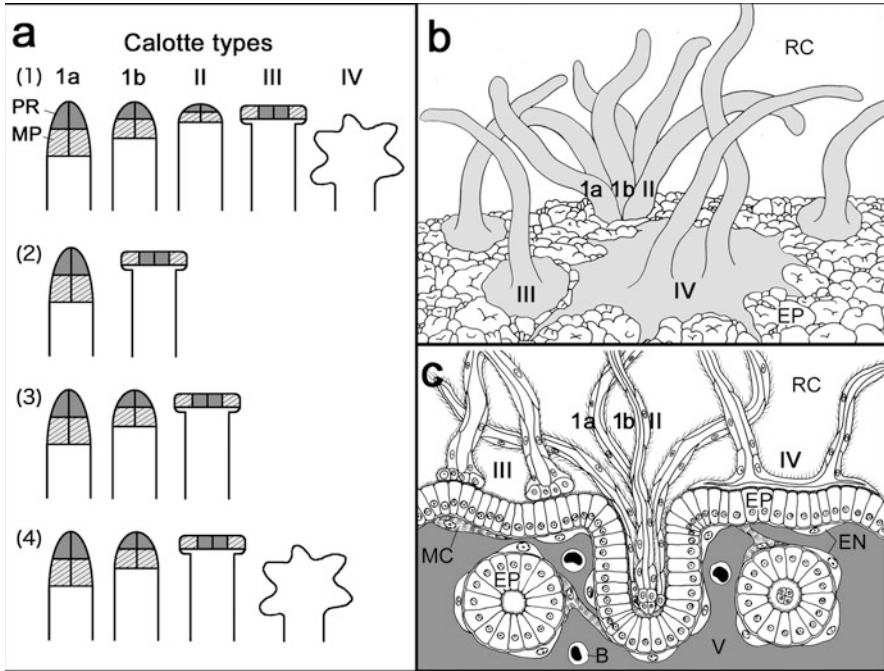 a
Calotte types
(1) 1a 1b II III IV
PR
MP
(2)
(3)
(4)
b
RC
1a 1b II
III
IV
EP
c
RC
1a 1b II
III
IV
EP
MC
EN
EP
B
V